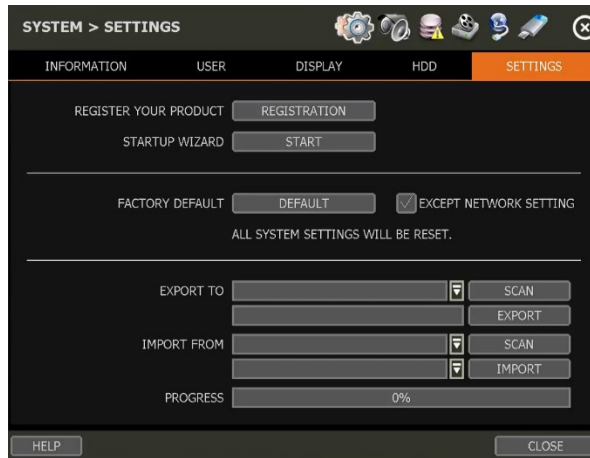 SYSTEM > SETTINGS
INFORMATION USER DISPLAY HDD SETTINGS
REGISTER YOUR PRODUCT REGISTRATION
STARTUP WIZARD START
FACTORY DEFAULT DEFAULT EXCEPT NETWORK SETTING
ALL SYSTEM SETTINGS WILL BE RESET.
EXPORT TO SCAN
EXPORT
IMPORT FROM SCAN
IMPORT
PROGRESS 0%
HELP CLOSE